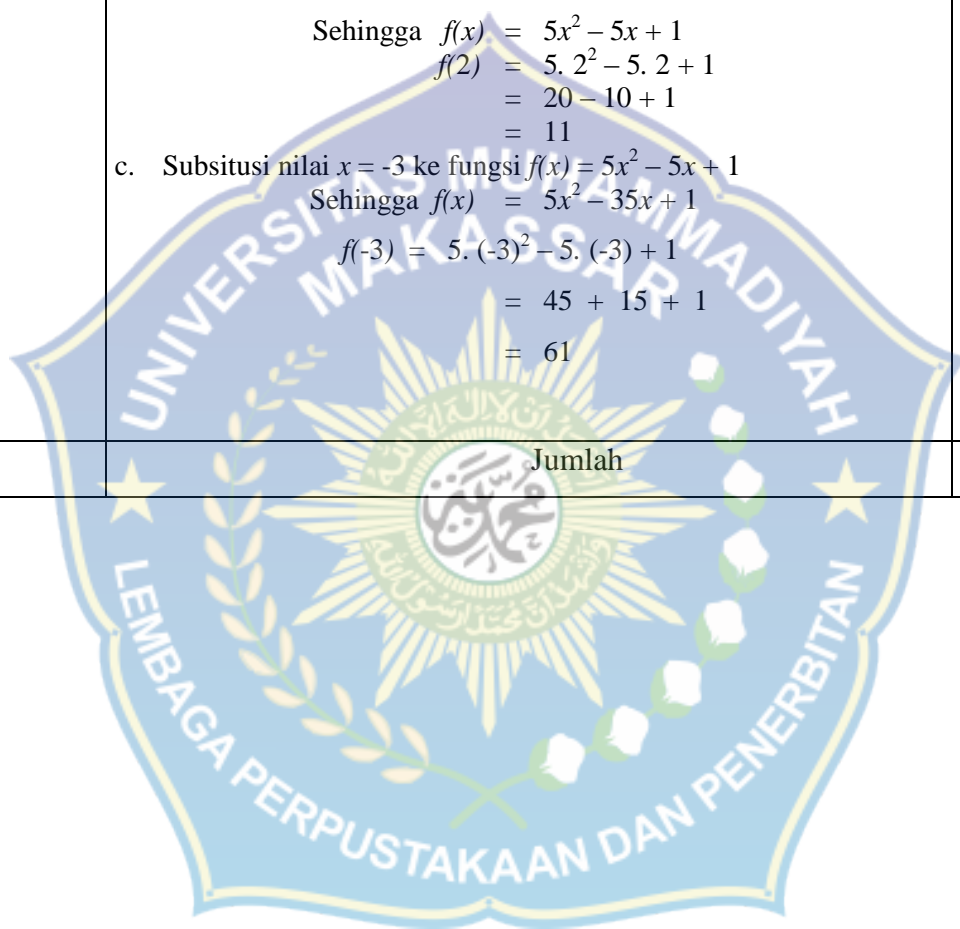 Sehingga f(x) = 5x² – 5x + 1
f(2) = 5. 2² – 5. 2 + 1
= 20 – 10 + 1
= 11
c. Subsitusi nilai x = -3 ke fungsi f(x) = 5x² – 5x + 1
Sehingga f(x) = 5x² – 35x + 1
f(-3) = 5. (-3)² – 5. (-3) + 1
= 45 + 15 + 1
= 61
Jumlah
UNIVERSITAS MUHAMMADIYAH
MAKASSAR
محمدية
LEMBAGA PERPUSTAKAAN DAN PENERBITAN